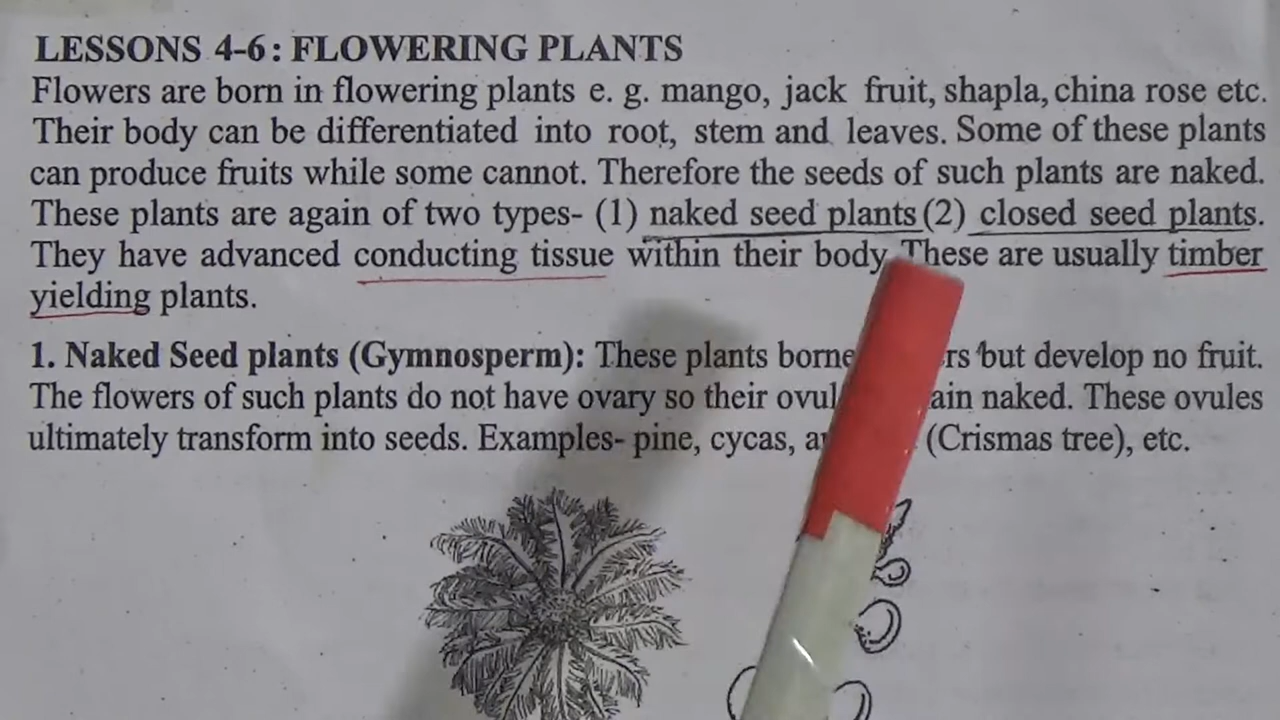 LESSONS 4-6: FLOWERING PLANTS
Flowers are born in flowering plants e. g. mango, jack fruit, shapla, china rose etc.
Their body can be differentiated into root, stem and leaves. Some of these plants
can produce fruits while some cannot. Therefore the seeds of such plants are naked.
These plants are again of two types- (1) naked seed plants (2) closed seed plants.
They have advanced conducting tissue within their body These are usually timber
yielding plants.
1. Naked Seed plants (Gymnosperm): These plants borne but develop no fruit.
The flowers of such plants do not have ovary so their naked. These ovules
ultimately transform into seeds. Examples- pine, cycas, (Crismas tree), etc.